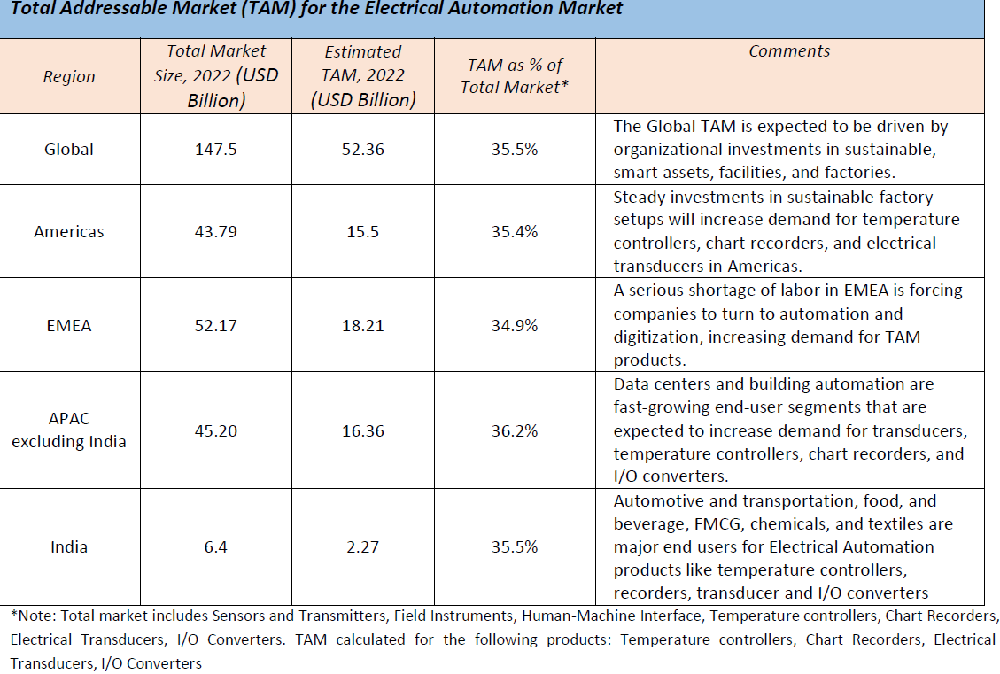 Total Addressable Market (TAM) for the Electrical Automation Market
Region
Total Market
Size, 2022 (USD
Billion)
Estimated
TAM, 2022
(USD Billion)
TAM as % of
Total Market*
Comments
Global
147.5
52.36
35.5%
The Global TAM is expected to be driven by
organizational investments in sustainable,
smart assets, facilities, and factories.
Americas
43.79
15.5
35.4%
Steady investments in sustainable factory
setups will increase demand for temperature
controllers, chart recorders, and electrical
transducers in Americas.
EMEA
52.17
18.21
34.9%
A serious shortage of labor in EMEA is forcing
companies to turn to automation and
digitization, increasing demand for TAM
products.
APAC
excluding India
45.20
16.36
36.2%
Data centers and building automation are
fast-growing end-user segments that are
expected to increase demand for transducers,
temperature controllers, chart recorders, and
I/O converters.
India
6.4
2.27
35.5%
Automotive and transportation, food, and
beverage, FMCG, chemicals, and textiles are
major end users for Electrical Automation
products like temperature controllers,
recorders, transducer and I/O converters
*Note: Total market includes Sensors and Transmitters, Field Instruments, Human-Machine Interface, Temperature controllers, Chart Recorders,
Electrical Transducers, I/O Converters. TAM calculated for the following products: Temperature controllers, Chart Recorders, Electrical
Transducers, I/O Converters